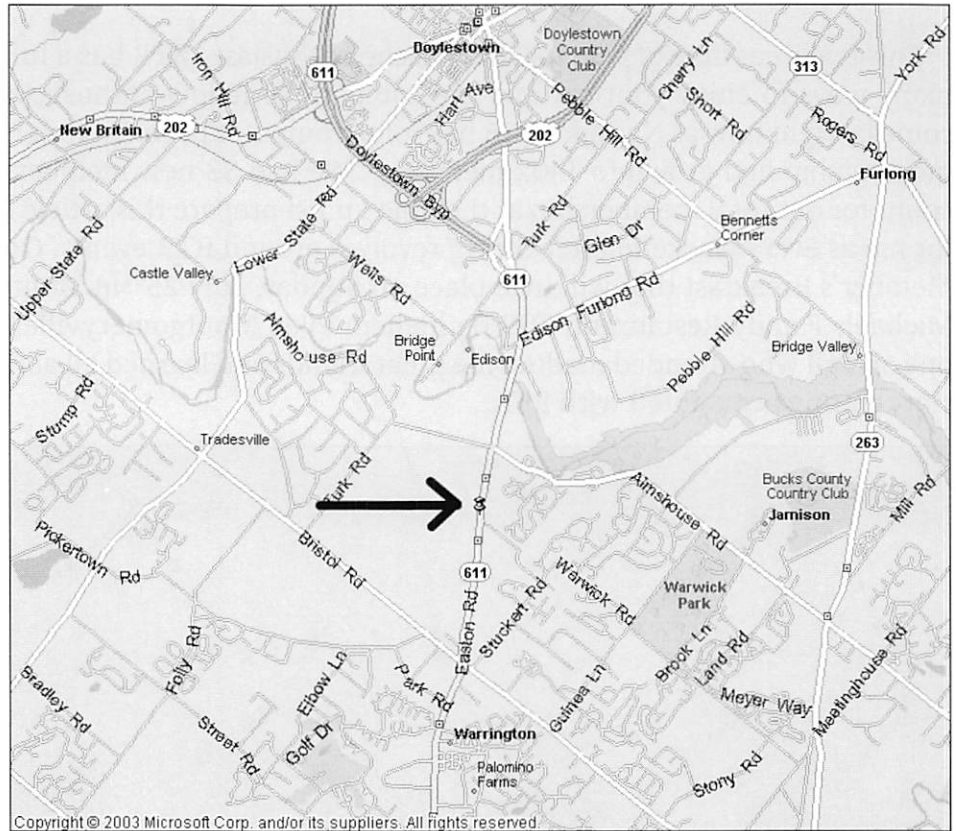 Doylestown
Doylestown
Country
Club
Cherry Ln
313
York Rd
Iron Hill Rd
611
Hart Ave
Pebble Hill Rd
Short Rd
Rogers Rd
New Britain
202
202
Doylestown Byp
Furlong
Upper State Rd
Lower State Rd
Turk Rd
Glen Dr
Bennetts
Corner
Castle Valley
Wells Rd
611
Edison Furlong Rd
Almshouse Rd
Bridge
Point
Edison
Pebble Hill Rd
Bridge Valley
Stump Rd
Tradesville
263
Turk Rd
Almshouse Rd
Bucks County
Country Club
Jamison
Mill Rd
Pickertown Rd
Bristol Rd
611
Warwick Rd
Warwick
Park
Easton Rd
Stuckert Rd
Folly Rd
Elbow Ln
Park Rd
Guinea Ln
Brook Ln
Land Rd
Meetinghouse Rd
Bradley Rd
Street Rd
Golf Dr
Meyer Way
Warrington
Palomino
Farms
Stony Rd
Copyright © 2003 Microsoft Corp. and/or its suppliers. All rights reserved.